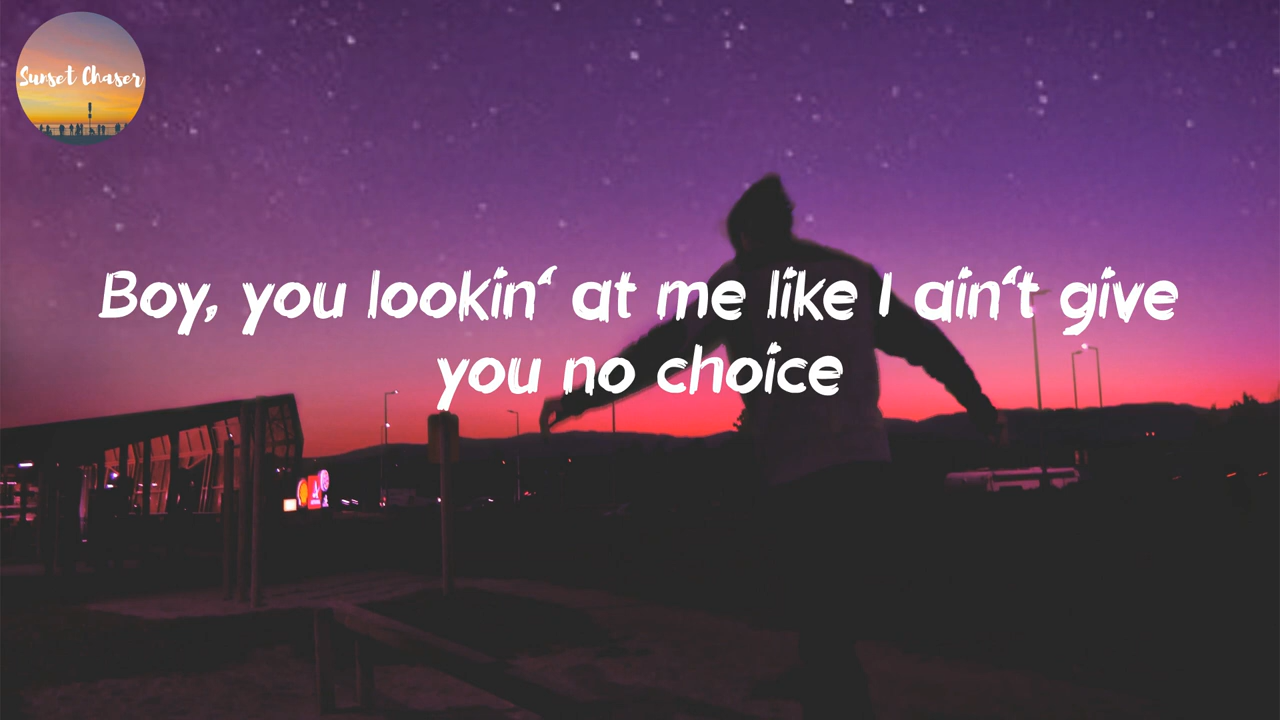 Sunset Chaser
Boy, you lookin‘ at me like I ain‘t give
you no choice